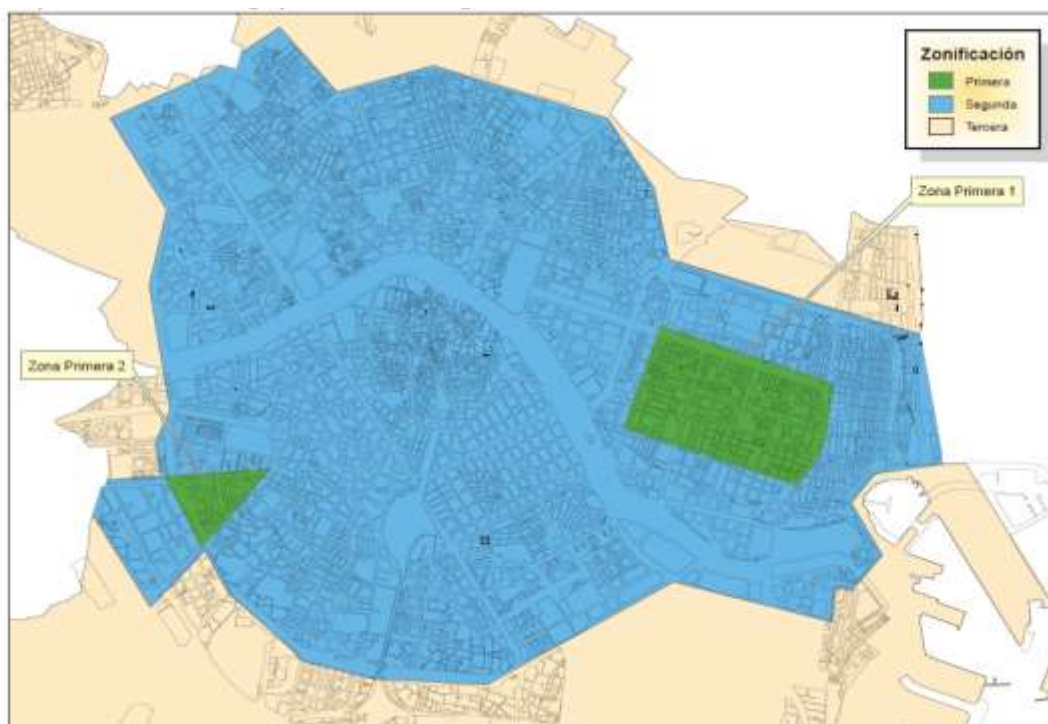 Zonificación
Primera
Segunda
Tercera
Zona Primera 1
Zona Primera 2